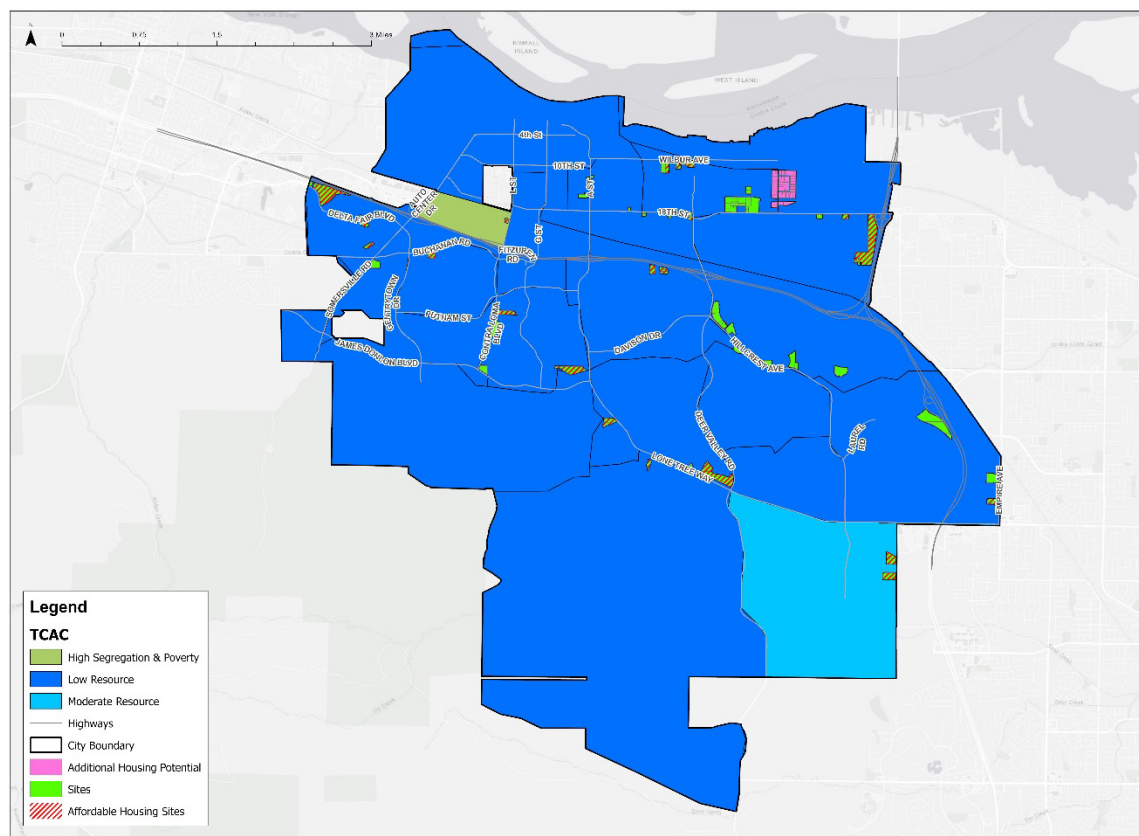 N
0 0.75 1.5 3 Miles
KIMBALL
ISLAND
WEST ISLAND
4th St
10TH ST
WILBUR AVE
L ST
A ST
AUTO
CENTER
DR
18TH ST
DELTA FAIR BLVD
G ST
BUCHANAN RD
FITZUREN
RD
SOMERSVILLE RD
GENTRYTOWN
DR
PUTNAM ST
CONTRA LOMA
BLVD
JAMES DONLON BLVD
DAVISON DR
HILLCREST AVE
DEER VALLEY RD
LAUREL
RD
LONE TREE WAY
EMPIRE AVE
Legend
TCAC
High Segregation & Poverty
Low Resource
Moderate Resource
Highways
City Boundary
Additional Housing Potential
Sites
Affordable Housing Sites